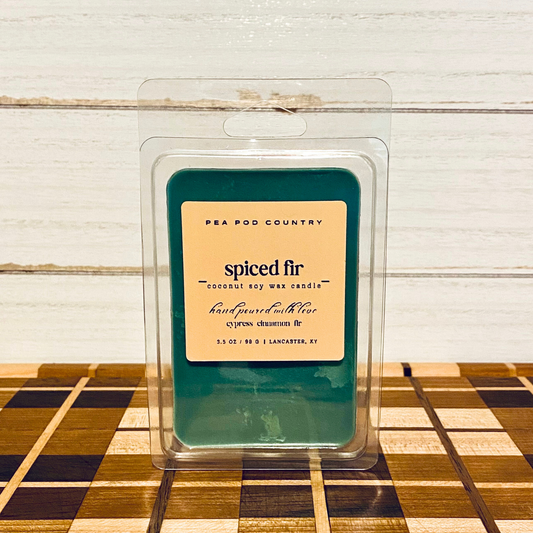 PEA POD COUNTRY
spiced fir
coconut soy wax candle
hand poured with love
cypress cinnamon fir
3.5 OZ / 99 G | LANCASTER, KY